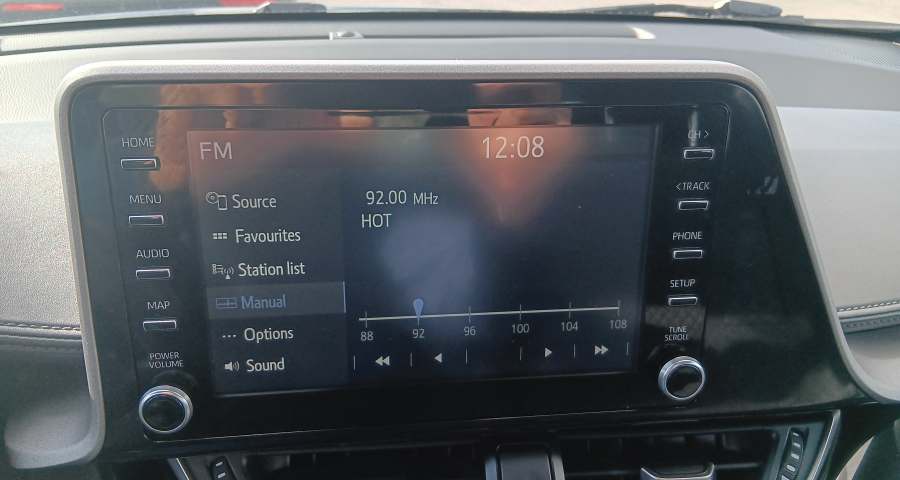 HOME
MENU
AUDIO
MAP
POWER
VOLUME
FM
12:08
Source
Favourites
Station list
Manual
Options
Sound
92.00 MHz
HOT
88 92 96 100 104 108
CH >
< TRACK
PHONE
SETUP
TUNE
SCROLL